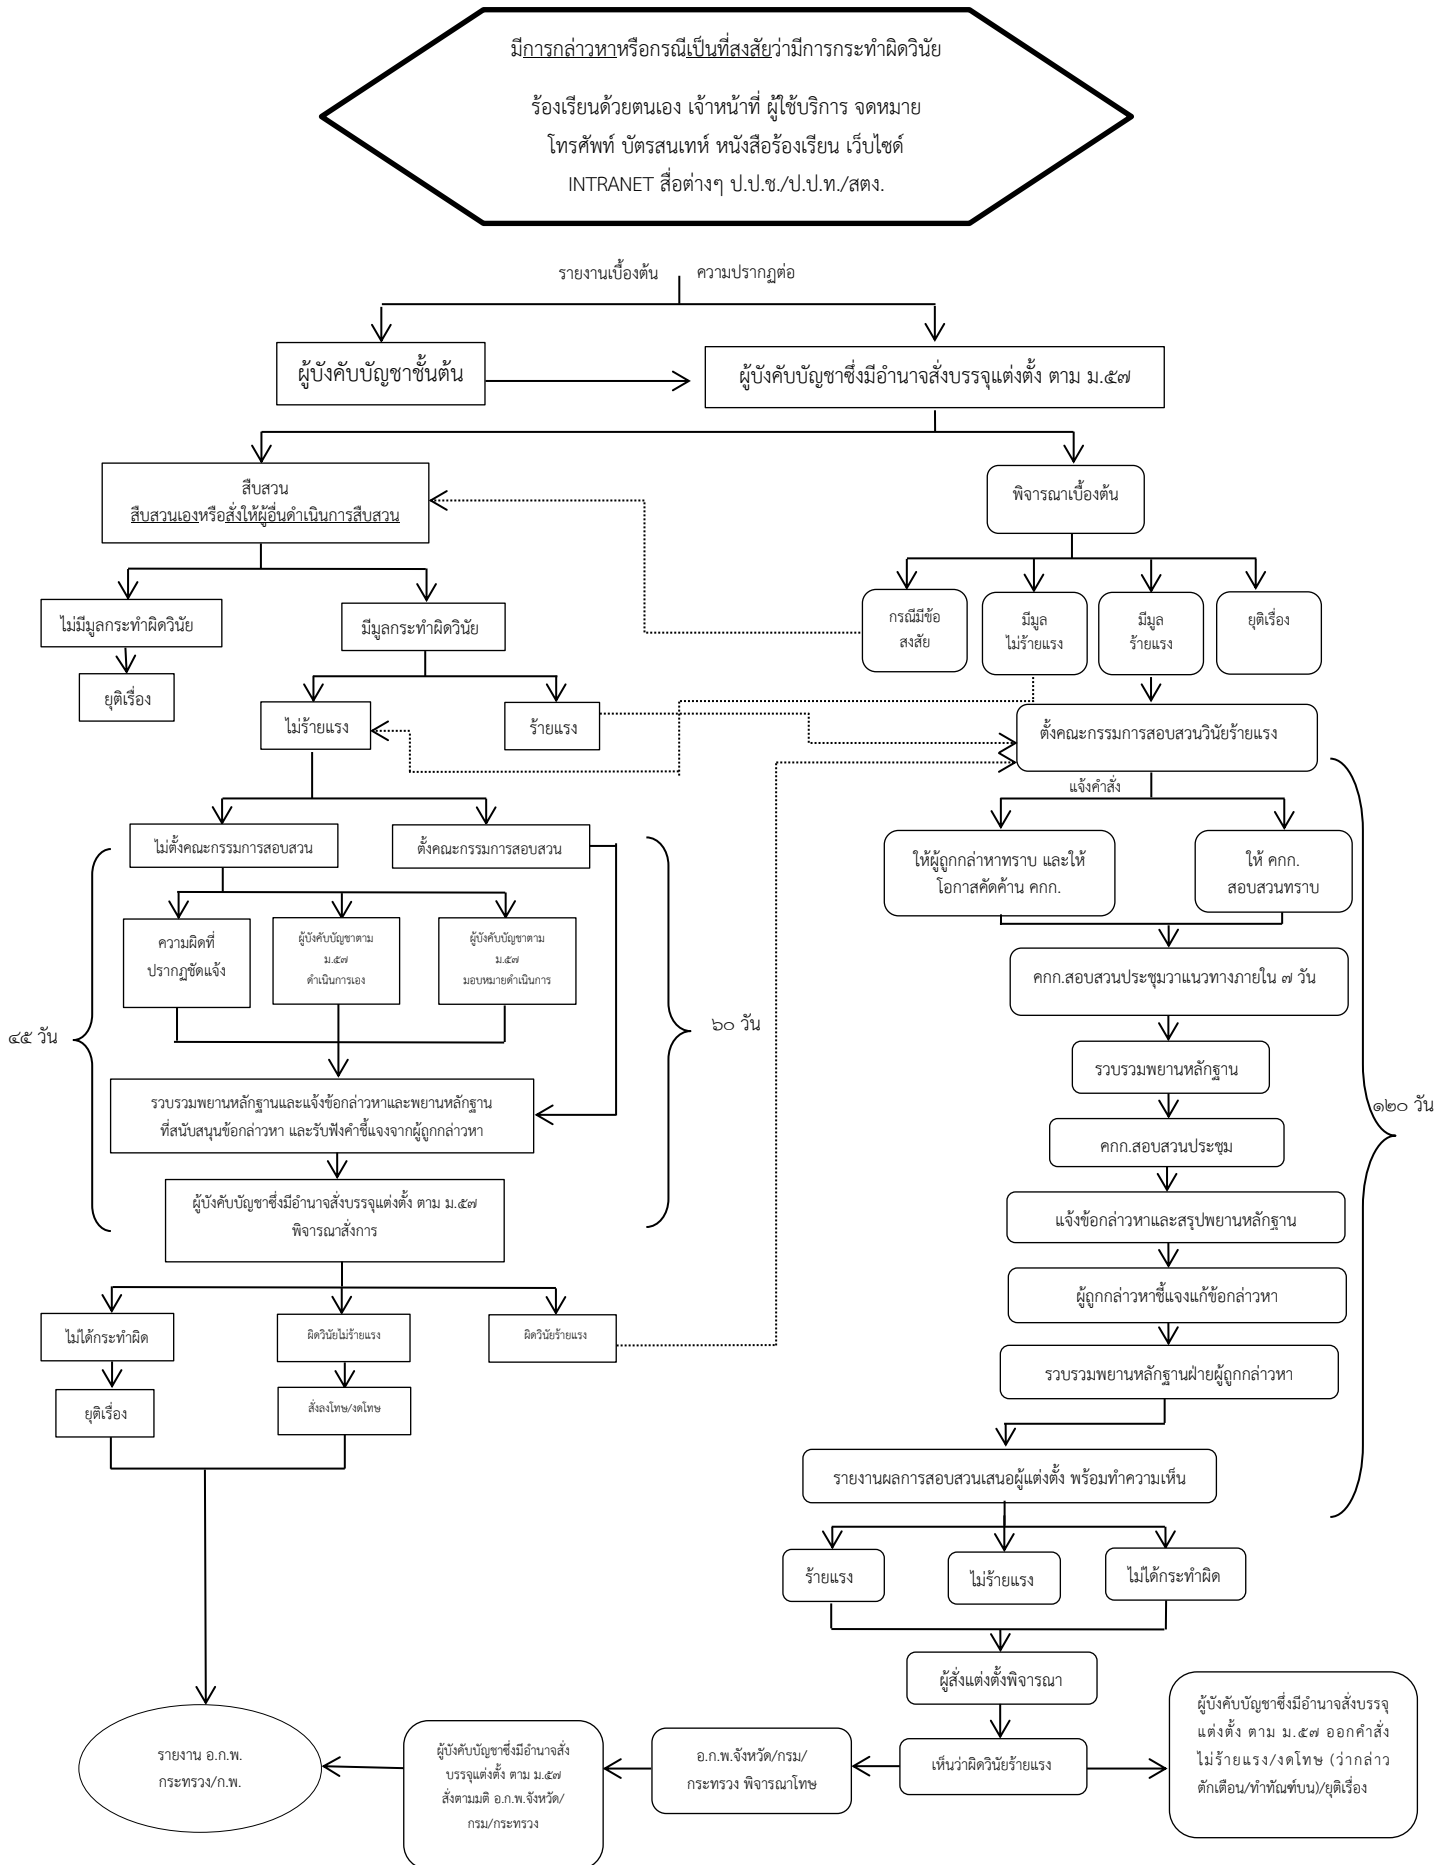 มีการกล่าวหาหรือกรณีเป็นที่สงสัยว่ามีการกระทำผิดวินัย
ร้องเรียนด้วยตนเอง เจ้าหน้าที่ ผู้ใช้บริการ จดหมาย
โทรศัพท์ บัตรสนเทห์ หนังสือร้องเรียน เว็บไซด์
INTRANET สื่อต่างๆ ป.ป.ช./ป.ป.ท./สตง.
รายงานเบื้องต้น
ความปรากฏต่อ
ผู้บังคับบัญชาชั้นต้น
ผู้บังคับบัญชาซึ่งมีอำนาจสั่งบรรจุแต่งตั้ง ตาม ม.๕๗
สืบสวน
สืบสวนเองหรือสั่งให้ผู้อื่นดำเนินการสืบสวน
พิจารณาเบื้องต้น
ไม่มีมูลกระทำผิดวินัย
มีมูลกระทำผิดวินัย
กรณีมีข้อ
สงสัย
มีมูล
ไม่ร้ายแรง
มีมูล
ร้ายแรง
ยุติเรื่อง
ยุติเรื่อง
ไม่ร้ายแรง
ร้ายแรง
ตั้งคณะกรรมการสอบสวนวินัยร้ายแรง
แจ้งคำสั่ง
ไม่ตั้งคณะกรรมการสอบสวน
ตั้งคณะกรรมการสอบสวน
ให้ผู้ถูกกล่าหาทราบ และให้
โอกาสคัดค้าน คกก.
ให้ คกก.
สอบสวนทราบ
ความผิดที่
ปรากฏชัดแจ้ง
ผู้บังคับบัญชาตาม
ม.๕๗
ดำเนินการเอง
ผู้บังคับบัญชาตาม
ม.๕๗
มอบหมายดำเนินการ
คกก.สอบสวนประชุมวาแนวทางภายใน ๗ วัน
๔๕ วัน
๖๐ วัน
รวบรวมพยานหลักฐาน
๑๒๐ วัน
รวบรวมพยานหลักฐานและแจ้งข้อกล่าวหาและพยานหลักฐาน
ที่สนับสนุนข้อกล่าวหา และรับฟังคำชี้แจงจากผู้ถูกกล่าวหา
คกก.สอบสวนประชุม
ผู้บังคับบัญชาซึ่งมีอำนาจสั่งบรรจุแต่งตั้ง ตาม ม.๕๗
พิจารณาสั่งการ
แจ้งข้อกล่าวหาและสรุปพยานหลักฐาน
ผู้ถูกกล่าวหาชี้แจงแก้ข้อกล่าวหา
ไม่ได้กระทำผิด
ผิดวินัยไม่ร้ายแรง
ผิดวินัยร้ายแรง
รวบรวมพยานหลักฐานฝ่ายผู้ถูกกล่าวหา
ยุติเรื่อง
สั่งลงโทษ/งดโทษ
รายงานผลการสอบสวนเสนอผู้แต่งตั้ง พร้อมทำความเห็น
ร้ายแรง
ไม่ร้ายแรง
ไม่ได้กระทำผิด
ผู้สั่งแต่งตั้งพิจารณา
รายงาน อ.ก.พ.
กระทรวง/ก.พ.
ผู้บังคับบัญชาซึ่งมีอำนาจสั่ง
บรรจุแต่งตั้ง ตาม ม.๕๗
สั่งตามมติ อ.ก.พ.จังหวัด/
กรม/กระทรวง
อ.ก.พ.จังหวัด/กรม/
กระทรวง พิจารณาโทษ
เห็นว่าผิดวินัยร้ายแรง
ผู้บังคับบัญชาซึ่งมีอำนาจสั่งบรรจุ
แต่งตั้ง ตาม ม.๕๗ ออกคำสั่ง
ไม่ร้ายแรง/งดโทษ (ว่ากล่าว
ตักเตือน/ทำทัณฑ์บน)/ยุติเรื่อง